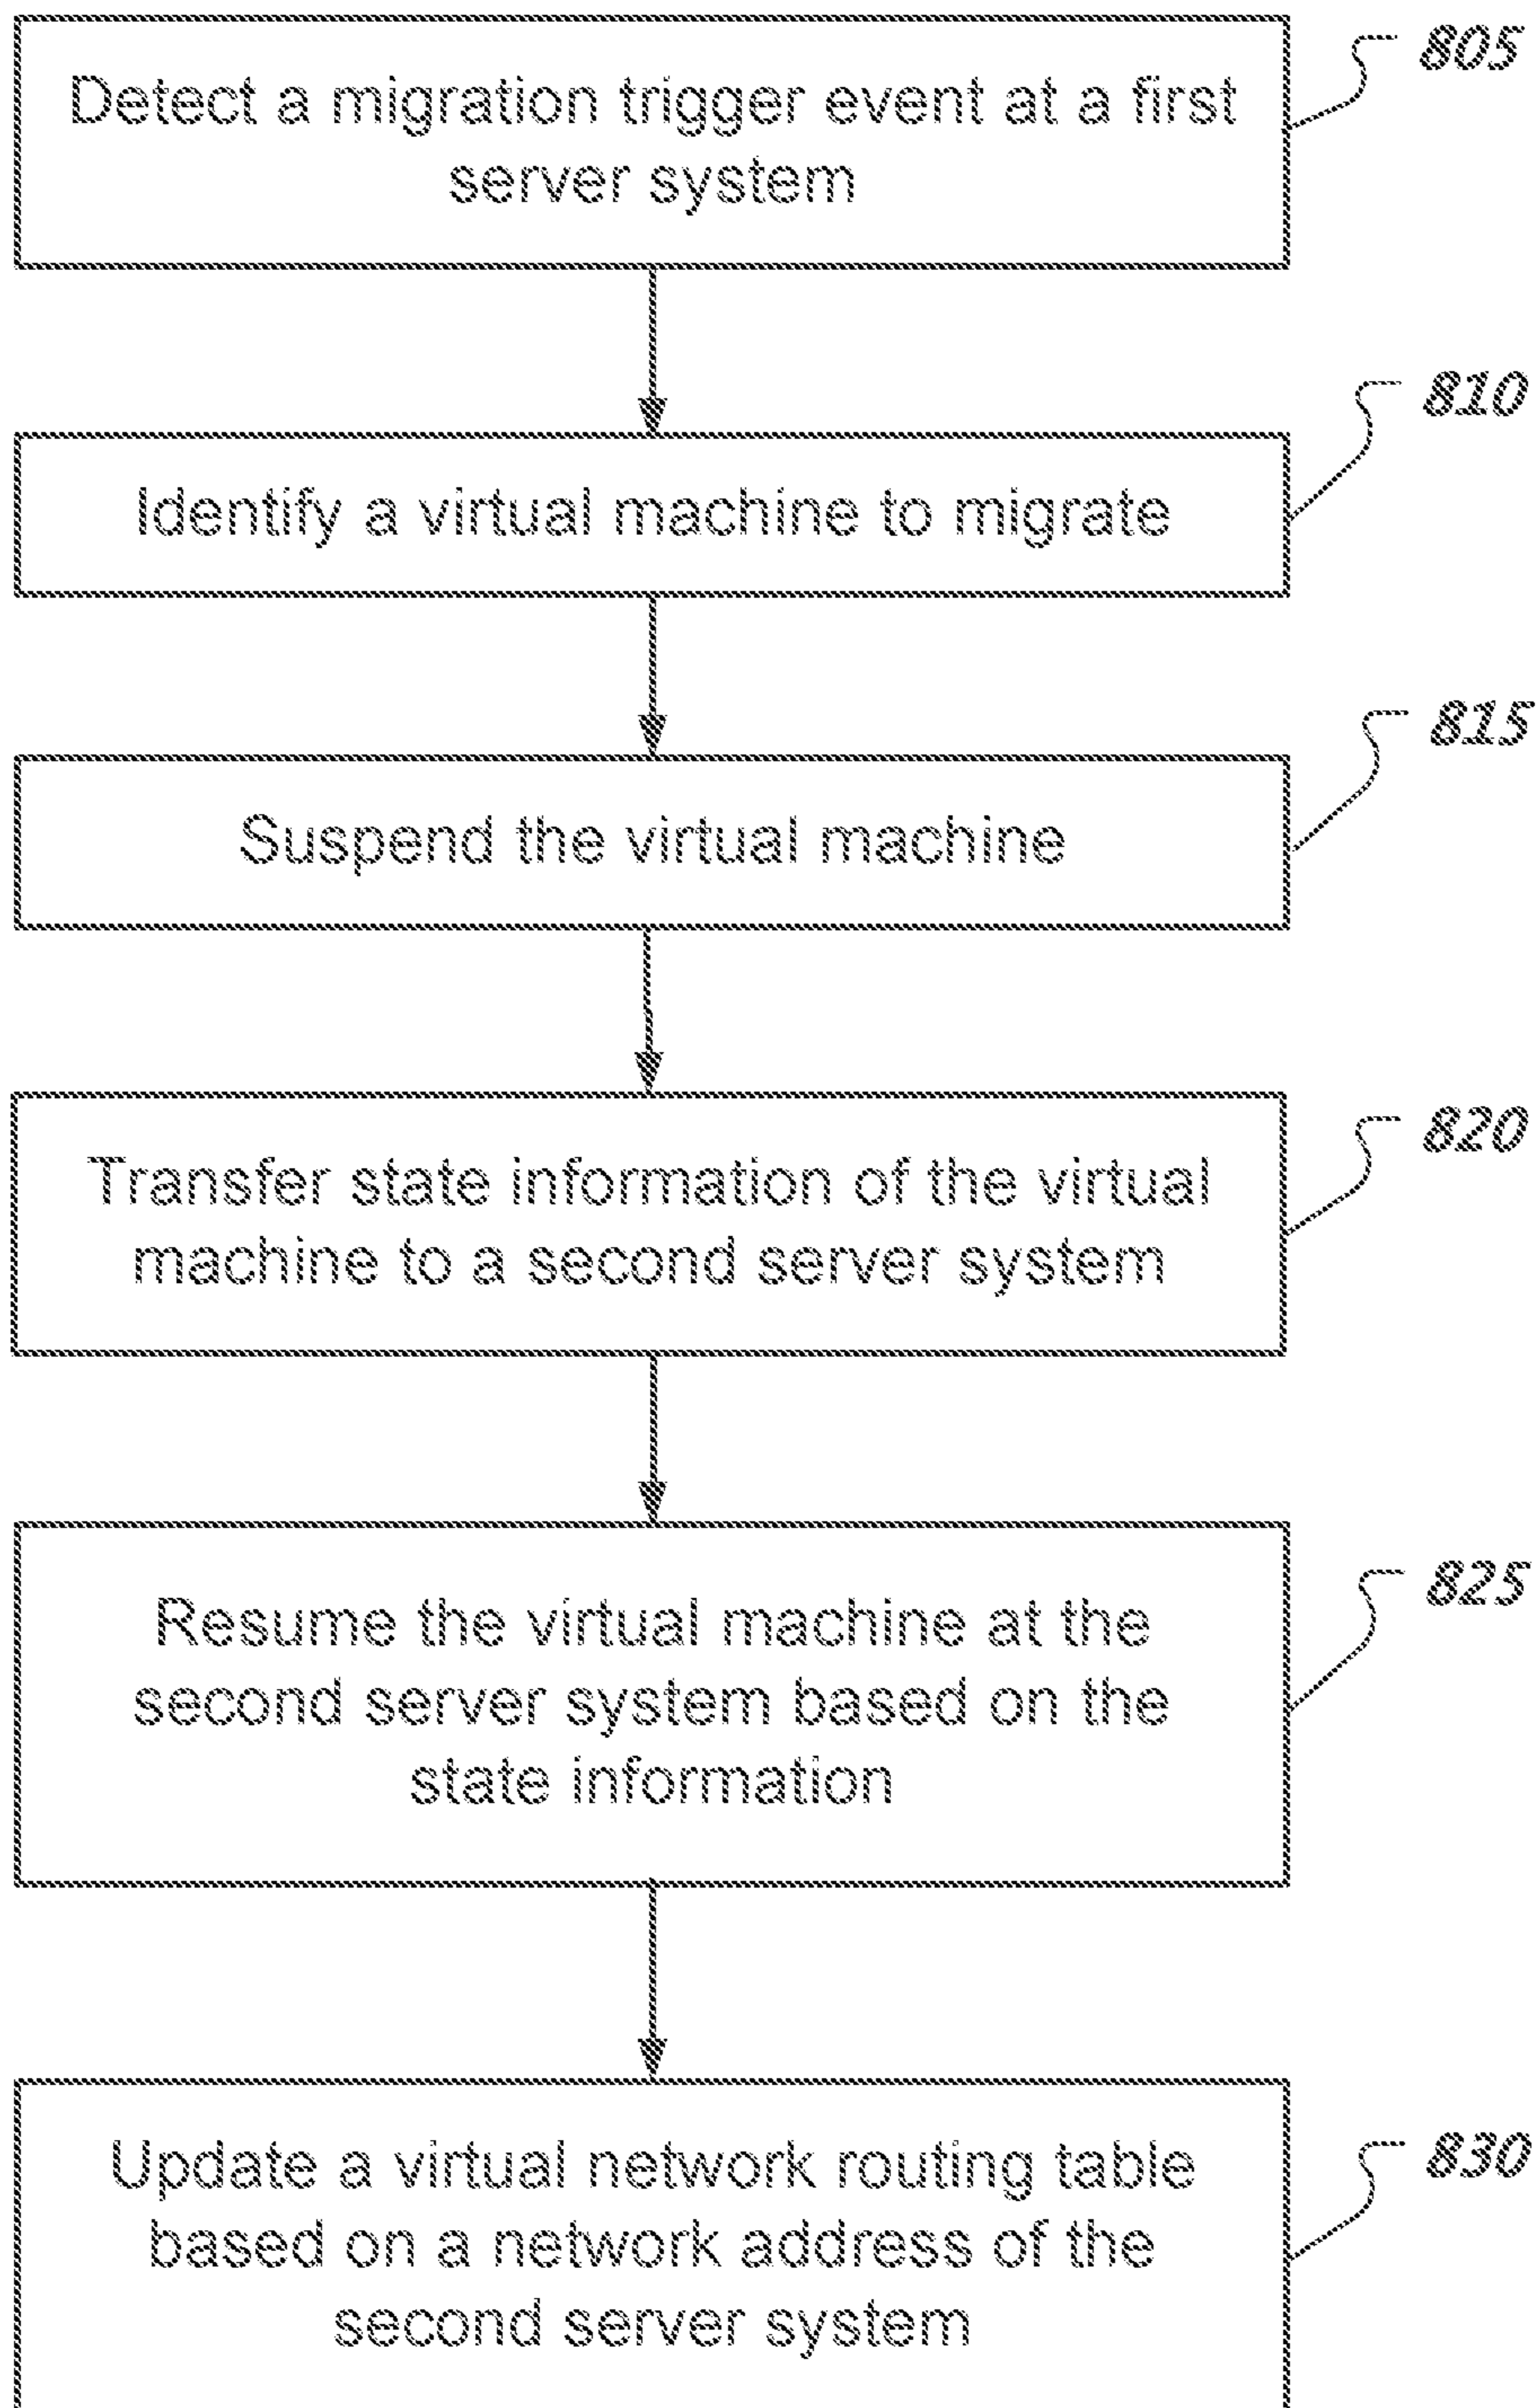 Detect a migration trigger event at a first
server system
805
Identify a virtual machine to migrate
810
Suspend the virtual machine
815
Transfer state information of the virtual
machine to a second server system
820
Resume the virtual machine at the
second server system based on the
state information
825
Update a virtual network routing table
based on a network address of the
second server system
830